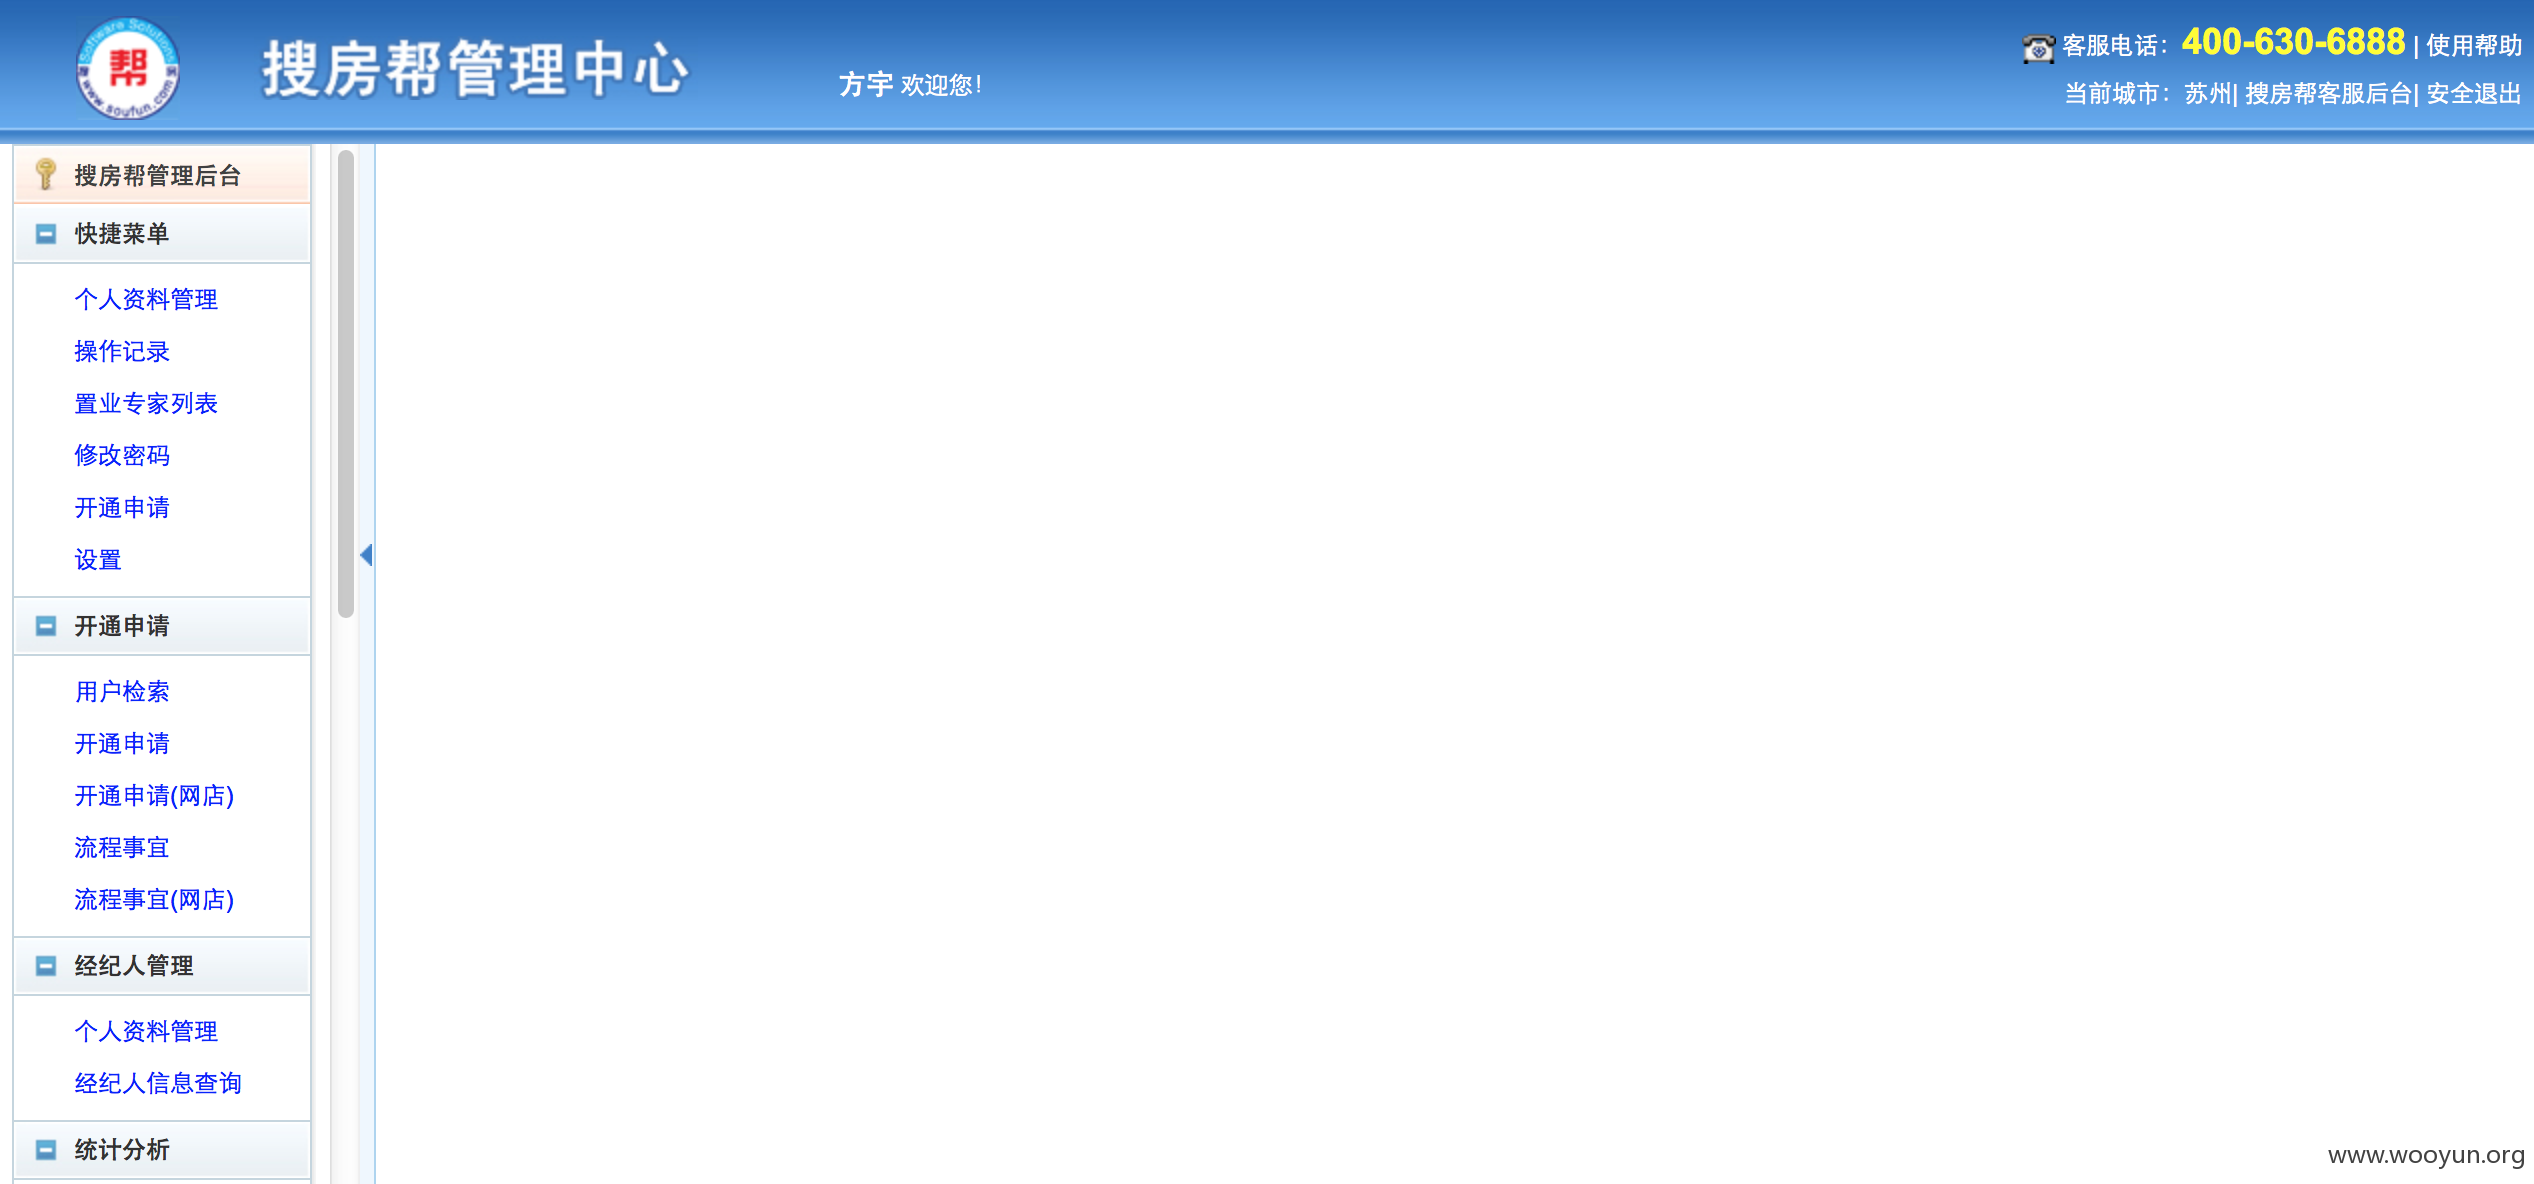 Software Solutions
帮
www.soufun.com
搜房帮管理中心
方宇 欢迎您!
客服电话：400-630-6888 | 使用帮助
当前城市：苏州| 搜房帮客服后台| 安全退出
搜房帮管理后台
快捷菜单
个人资料管理
操作记录
置业专家列表
修改密码
开通申请
设置
开通申请
用户检索
开通申请
开通申请(网店)
流程事宜
流程事宜(网店)
经纪人管理
个人资料管理
经纪人信息查询
统计分析
www.wooyun.org